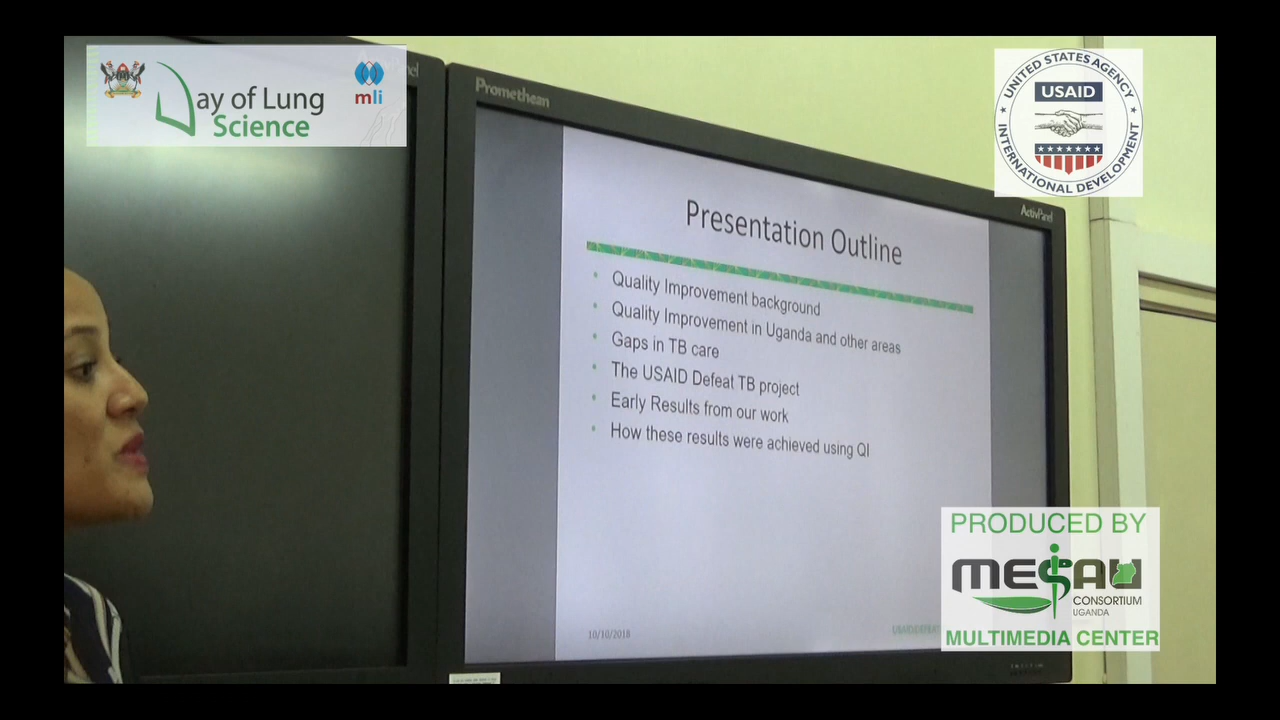 Day of Lung
Science
mli
Promethean
UNITED STATES AGENCY
USAID
INTERNATIONAL DEVELOPMENT
ActivPanel
Presentation Outline
• Quality Improvement background
• Quality Improvement in Uganda and other areas
• Gaps in TB care
• The USAID Defeat TB project
• Early Results from our work
• How these results were achieved using QI
10/10/2018
PRODUCED BY
MESAU
CONSORTIUM
UGANDA
MULTIMEDIA CENTER